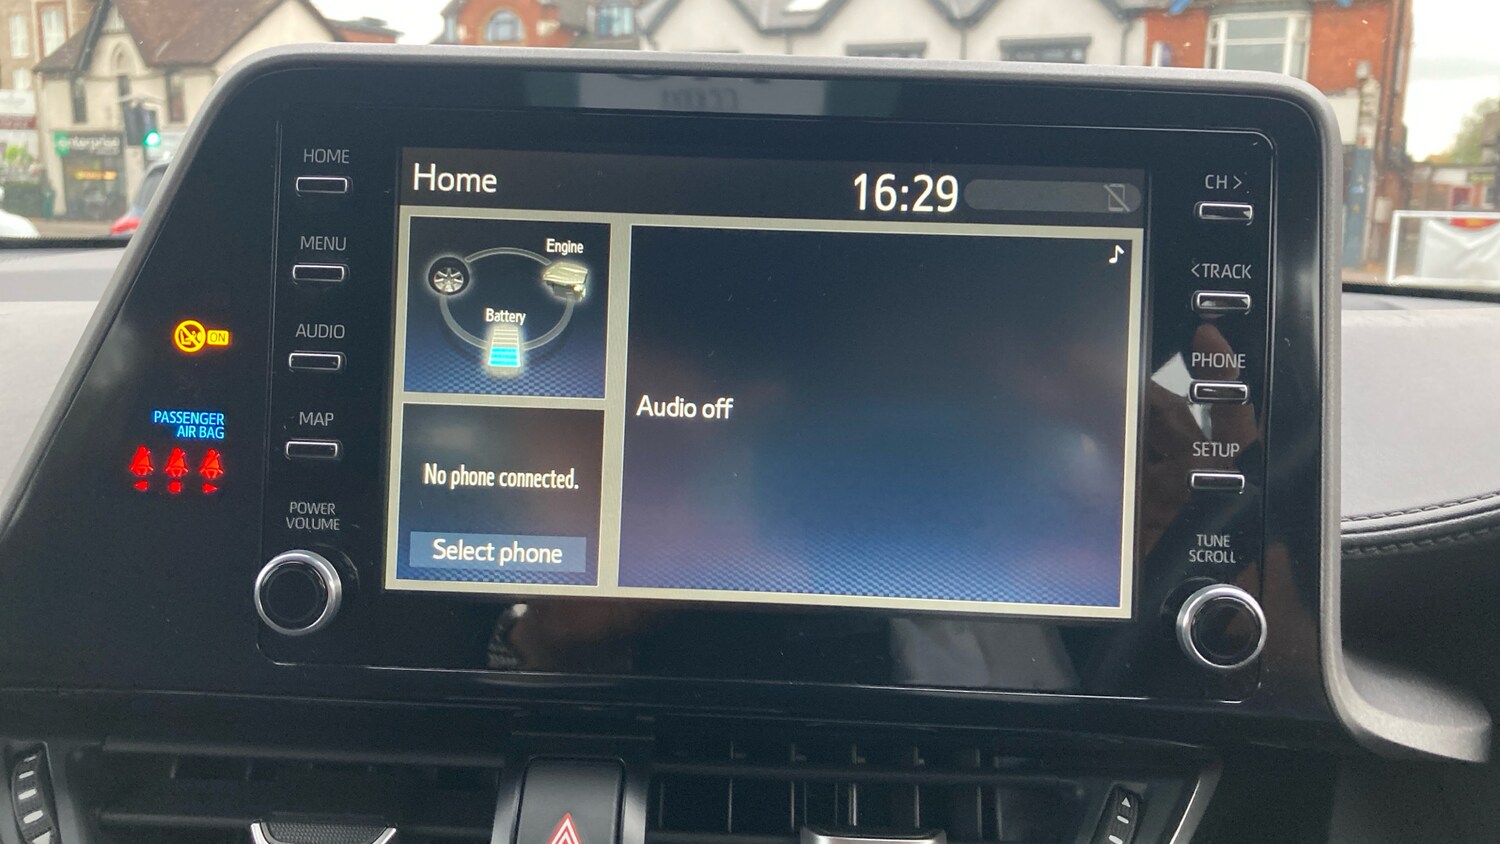 enterprise
HOME
MENU
AUDIO
MAP
POWER
VOLUME
ON
PASSENGER
AIR BAG
Home
16:29
Engine
Battery
No phone connected.
Select phone
Audio off
CH >
<TRACK
PHONE
SETUP
TUNE
SCROLL